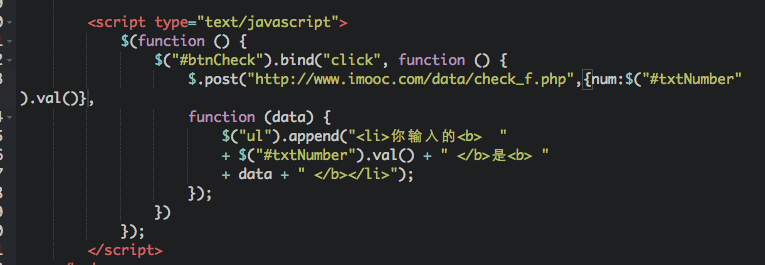 <script type="text/javascript">
$(function () {
$("#btnCheck").bind("click", function () {
$.post("http://www.imooc.com/data/check_f.php",{num:$("#txtNumber"
).val()},
function (data) {
$("ul").append("<li>你输入的<b>  "
+ $("#txtNumber").val() + " </b>是<b> "
+ data + " </b></li>");
});
})
});
</script>